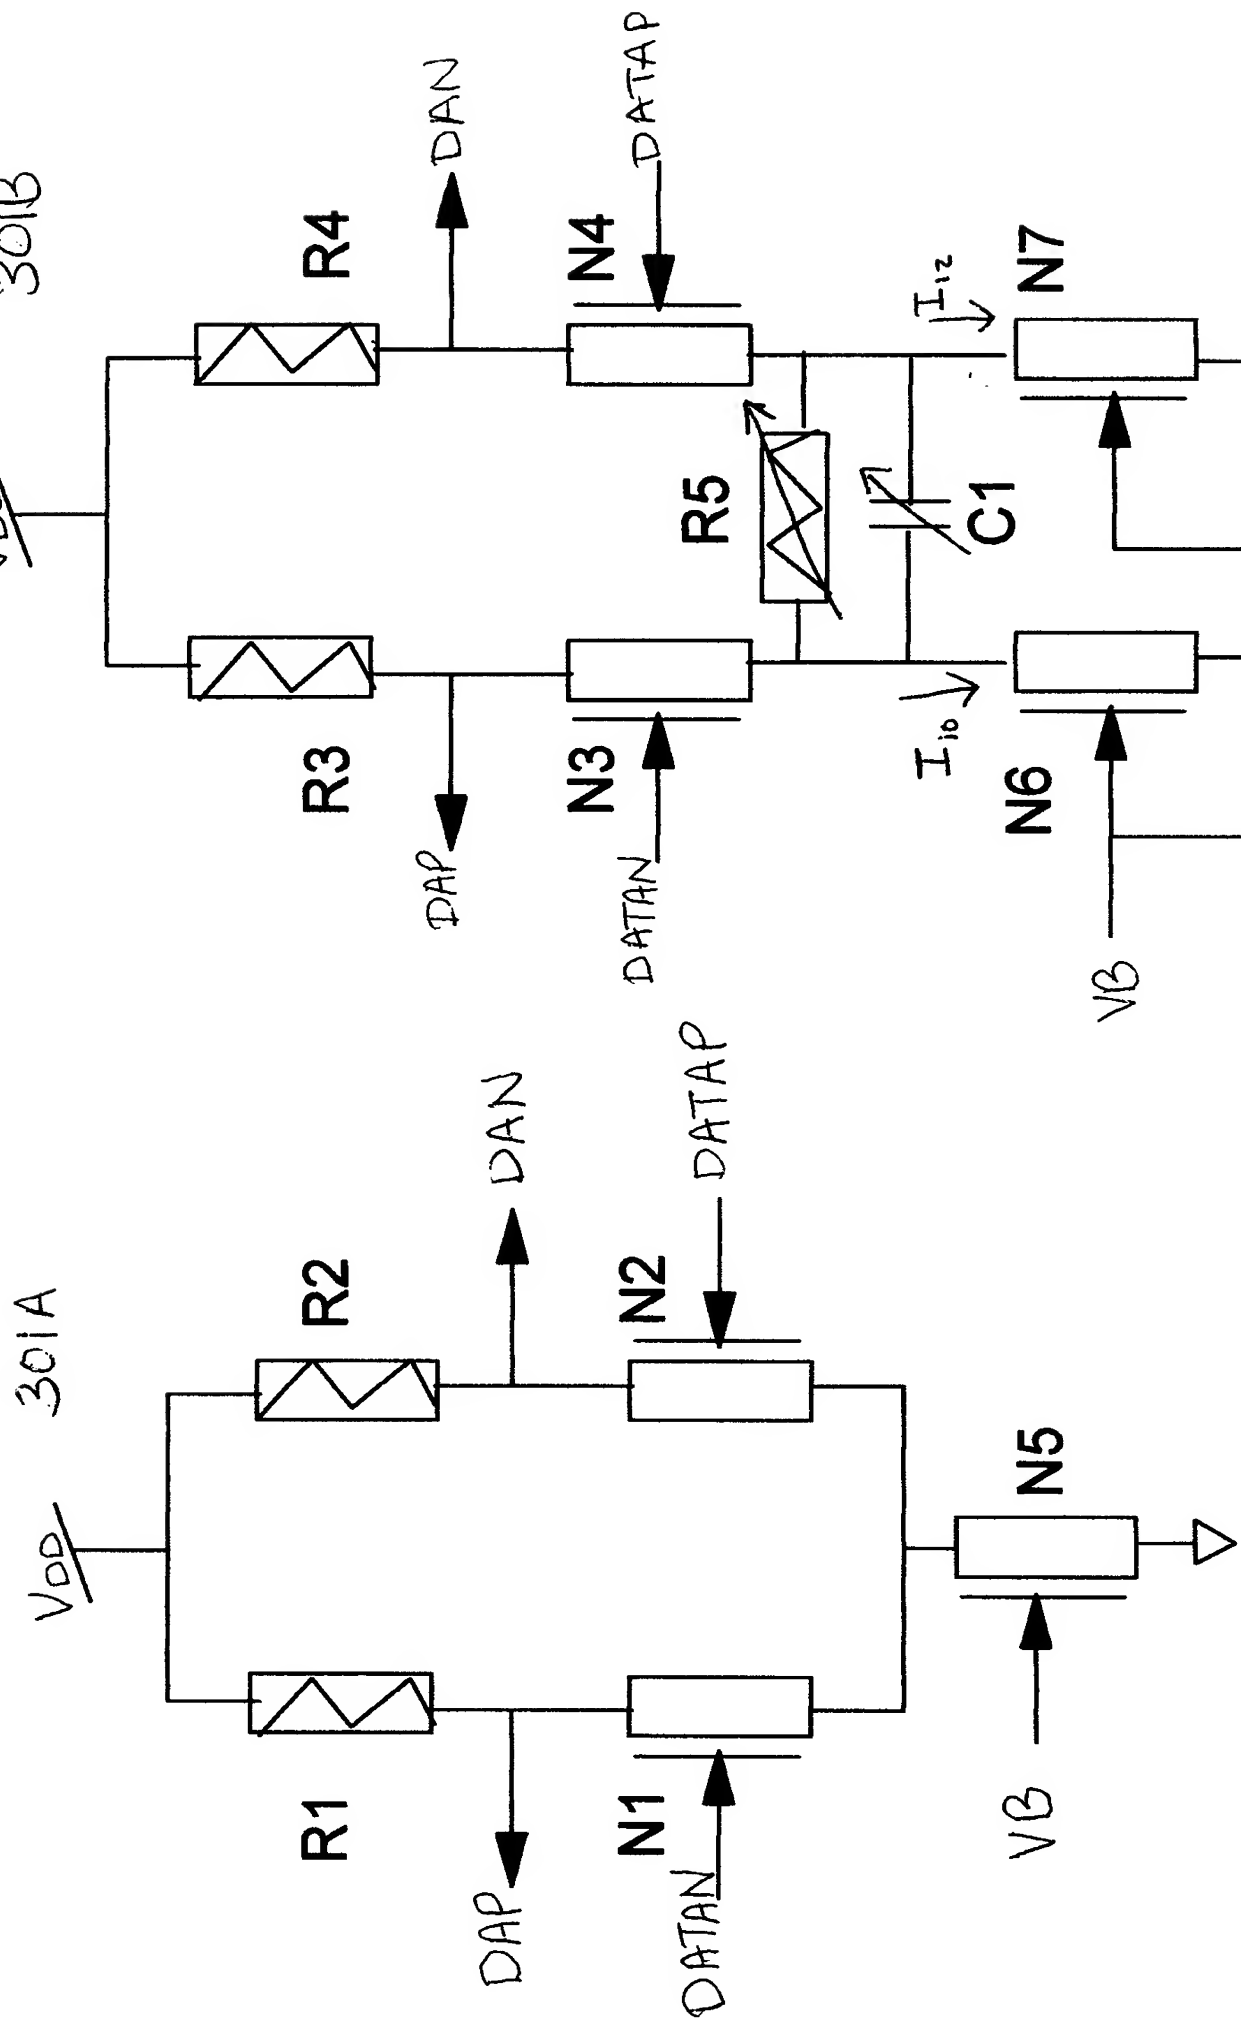 301A
VDD
R1
R2
DAP
DAN
N1
N2
DATAN
DATAP
VB
N5
301B
R3
R4
DAP
DAN
N3
N4
DATAN
DATAP
R5
C1
I10
I12
N6
N7
VB